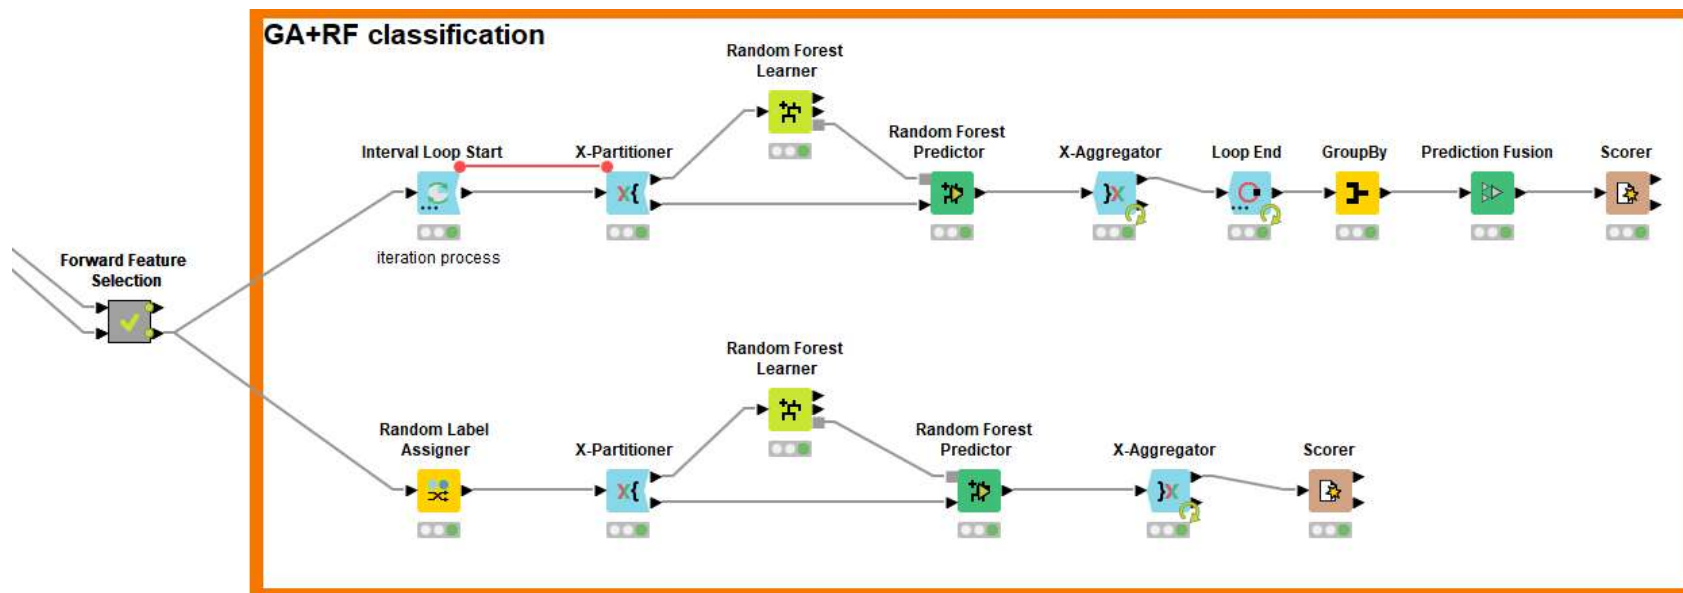 GA+RF classification
Random Forest
Learner
Random Forest
Predictor
Interval Loop Start
X-Partitioner
X-Aggregator
Loop End
GroupBy
Prediction Fusion
Scorer
iteration process
Forward Feature
Selection
Random Forest
Learner
Random Label
Assigner
X-Partitioner
Random Forest
Predictor
X-Aggregator
Scorer